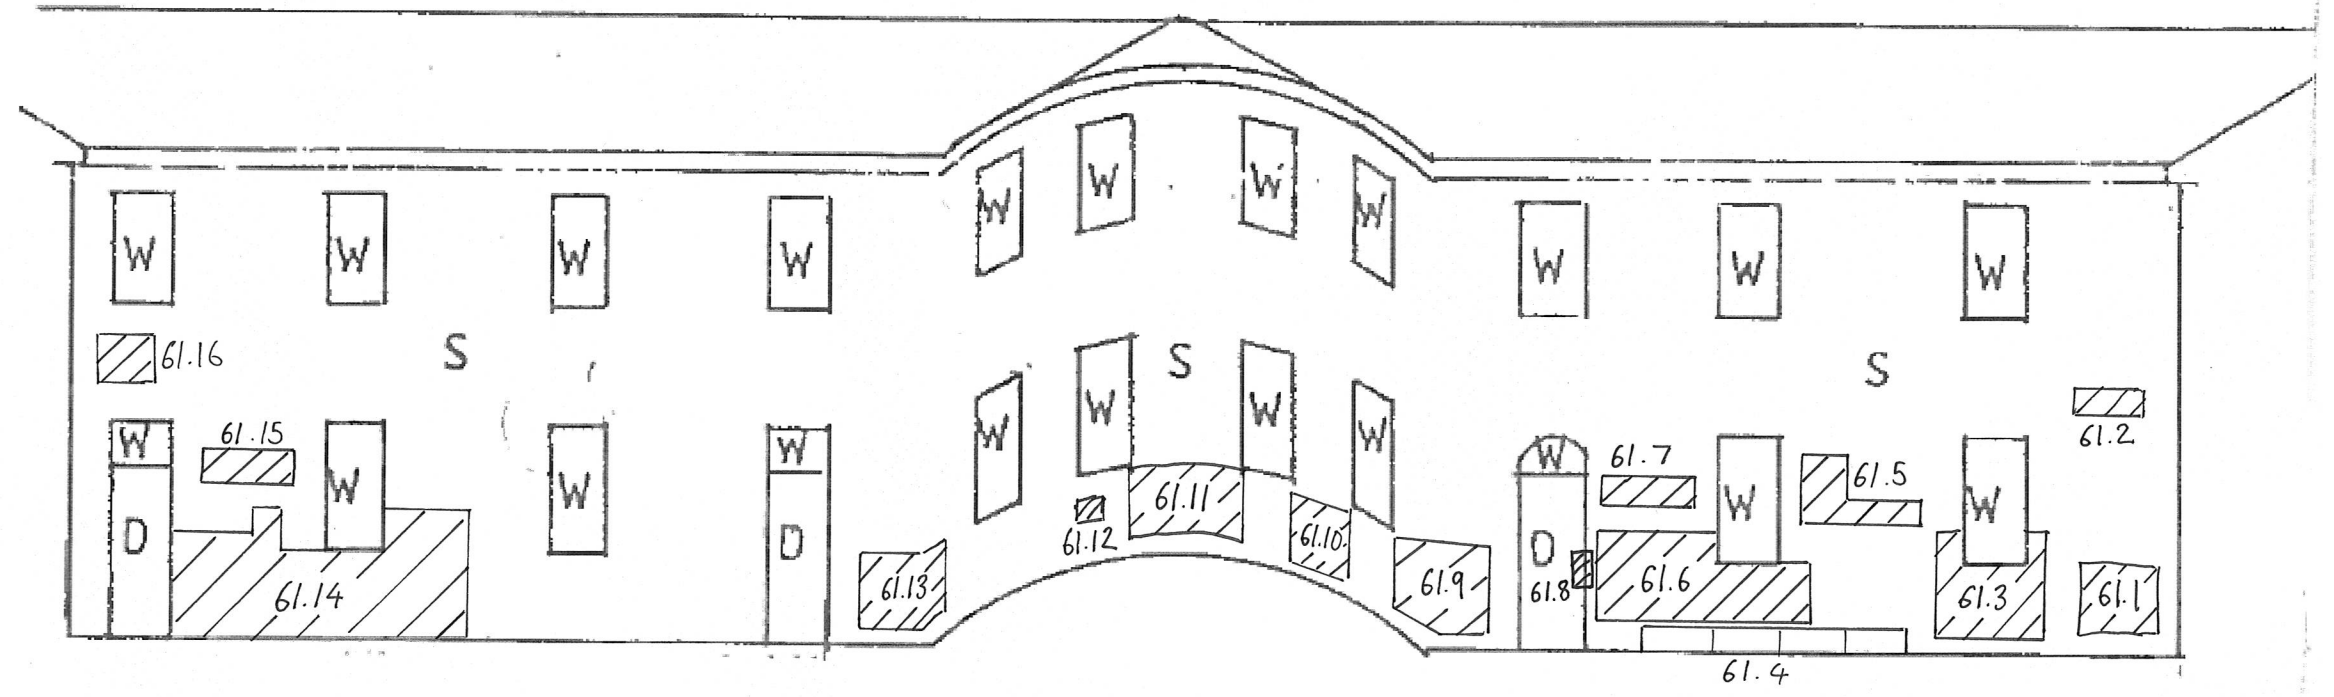 W W W W W W W W W W W
61.16 S S S
W 61.15 W W W W W W W W 61.7 W 61.5 W 61.2
D D 61.12 61.11 61.10 D
61.14 61.13 61.9 61.8 61.6 61.3 61.1
61.4